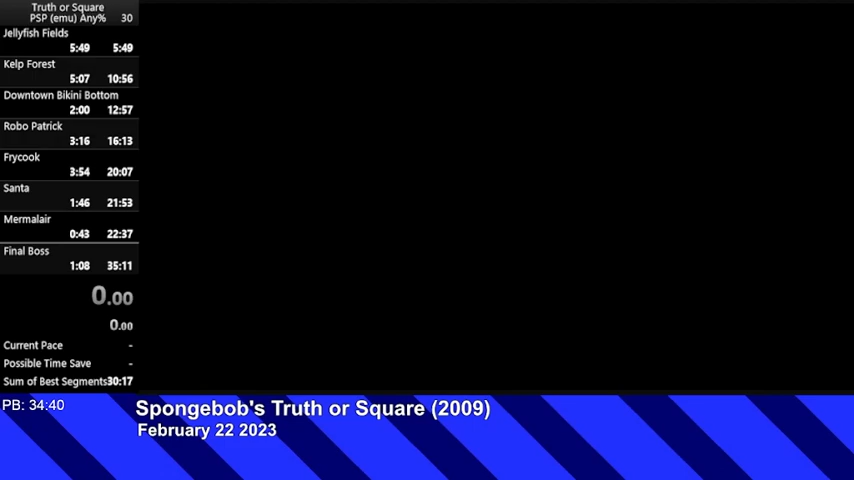 Truth or Square
PSP (emu) Any% 30
Jellyfish Fields
5:49 5:49
Kelp Forest
5:07 10:56
Downtown Bikini Bottom
2:00 12:57
Robo Patrick
3:16 16:13
Frycook
3:54 20:07
Santa
1:46 21:53
Mermalair
0:43 22:37
Final Boss
1:08 35:11
0.00
0.00
Current Pace -
Possible Time Save -
Sum of Best Segments 30:17
PB: 34:40
Spongebob's Truth or Square (2009)
February 22 2023